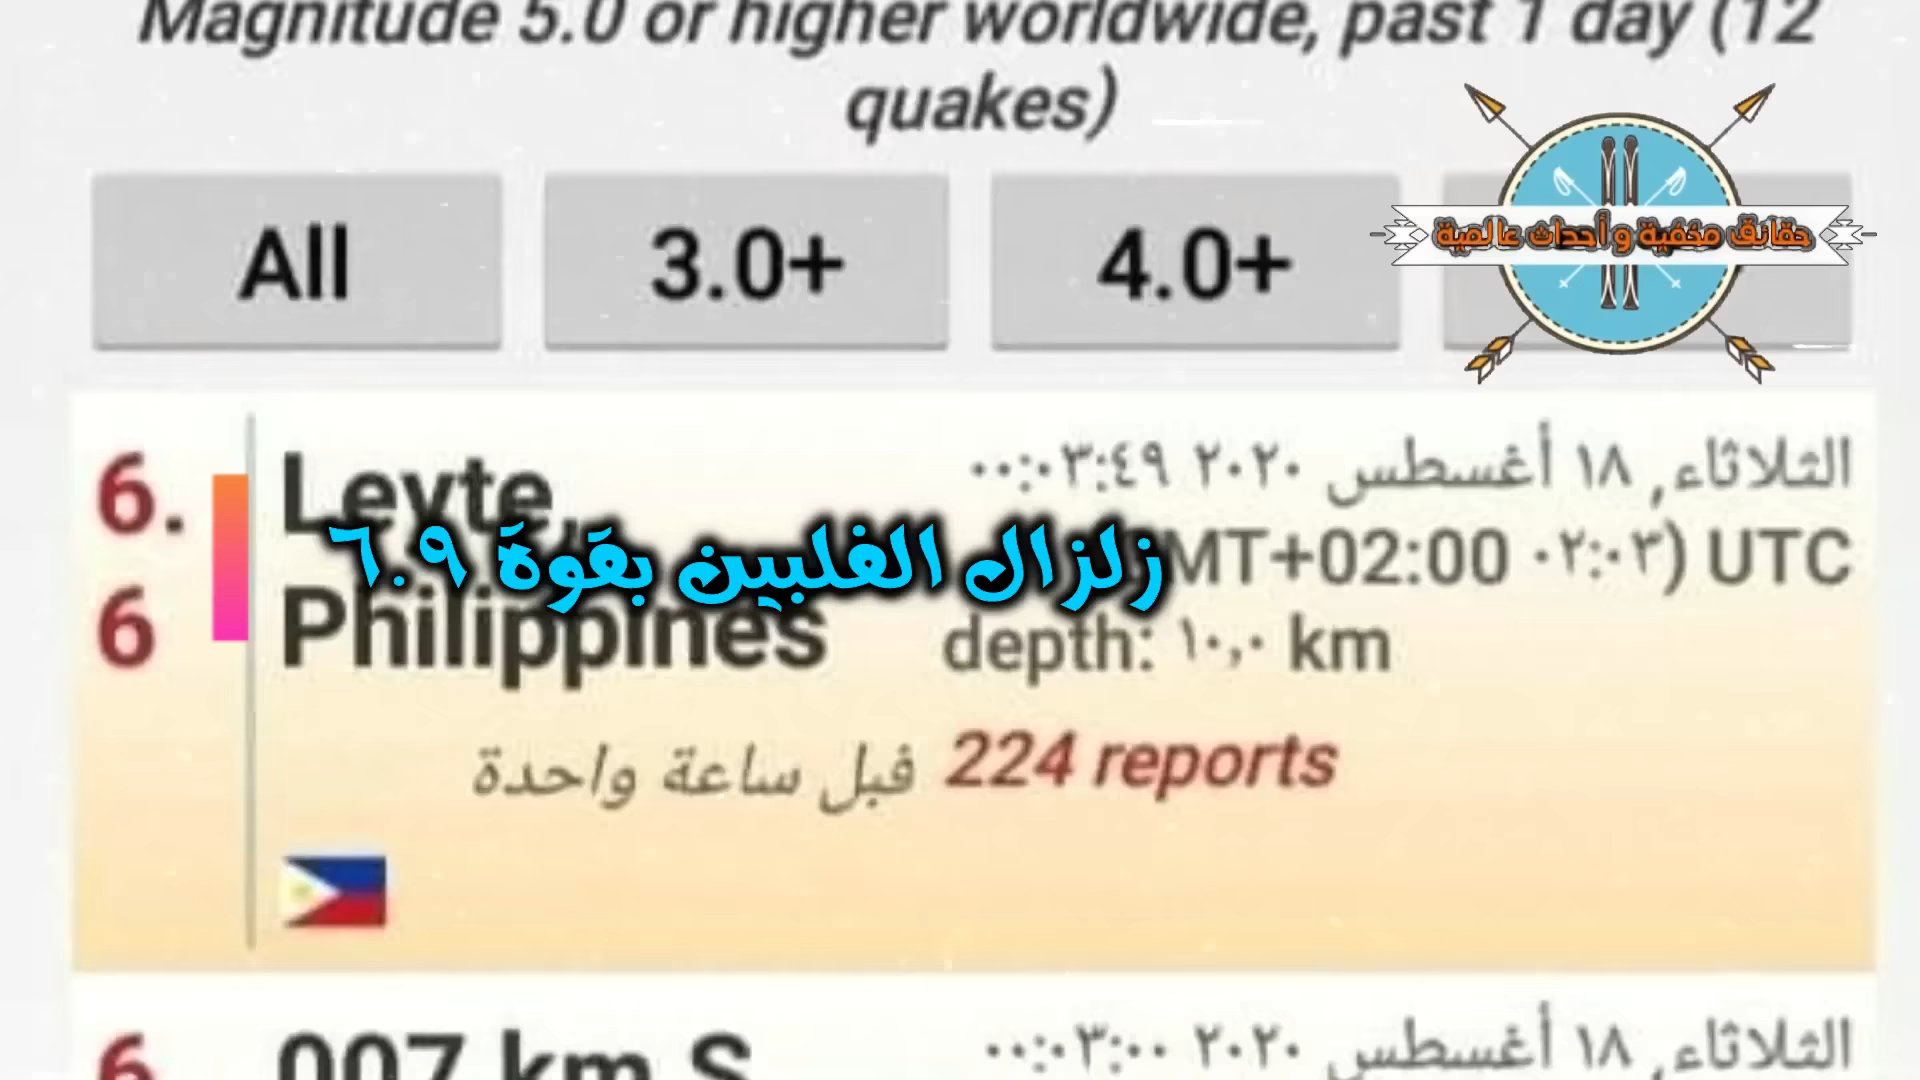 Magnitude 5.0 or higher worldwide, past 1 day (12
quakes)
All
3.0+
4.0+
حقائق مخفية و أحداث عالمية
6.
6
Leyte,
Philippines
الثلاثاء, ١٨ أغسطس ٢٠٢٠ ٠٠:٠٣:٤٩
MT+02:00 ٠٢:٠٣) UTC
زلزال الفلبين بقوة ٦.٩
depth: ١٠,٠ km
قبل ساعة واحدة
224 reports
6
007 km S
الثلاثاء, ١٨ أغسطس ٢٠٢٠ ٠٠:٠٣:٠٠